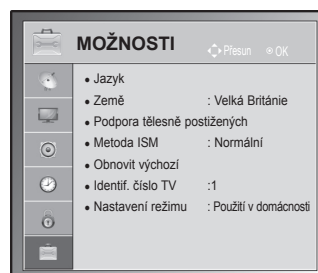 MOŽNOSTI
Přesun OK
• Jazyk
• Země : Velká Británie
• Podpora tělesně postižených
• Metoda ISM : Normální
• Obnovit výchozí
• Identif. číslo TV :1
• Nastavení režimu : Použití v domácnosti